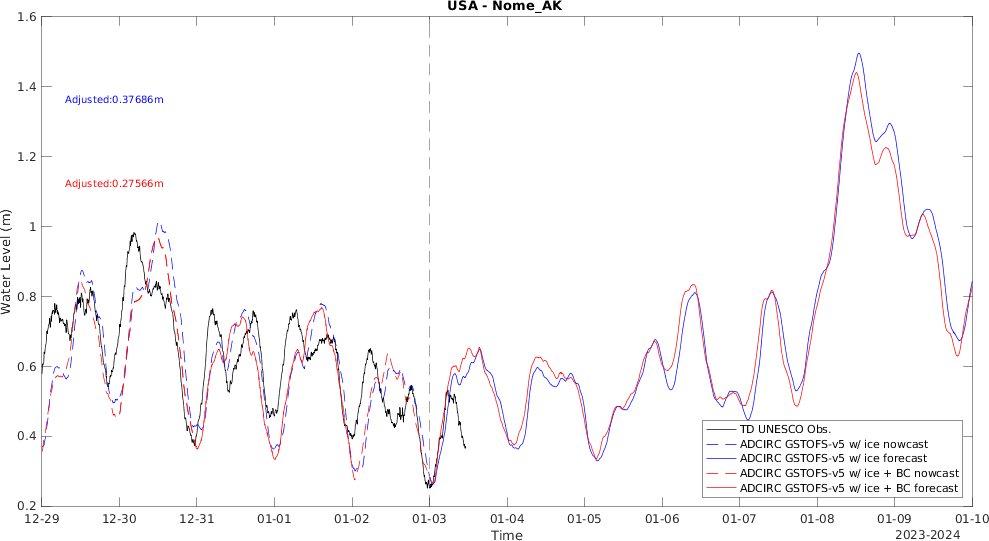 USA - Nome_AK
1.6
1.4
1.2
1
0.8
0.6
0.4
0.2
Water Level (m)
Adjusted:0.37686m
Adjusted:0.27566m
TD UNESCO Obs.
ADCIRC GSTOFS-v5 w/ ice nowcast
ADCIRC GSTOFS-v5 w/ ice forecast
ADCIRC GSTOFS-v5 w/ ice + BC nowcast
ADCIRC GSTOFS-v5 w/ ice + BC forecast
12-29 12-30 12-31 01-01 01-02 01-03 01-04 01-05 01-06 01-07 01-08 01-09 01-10
Time
2023-2024